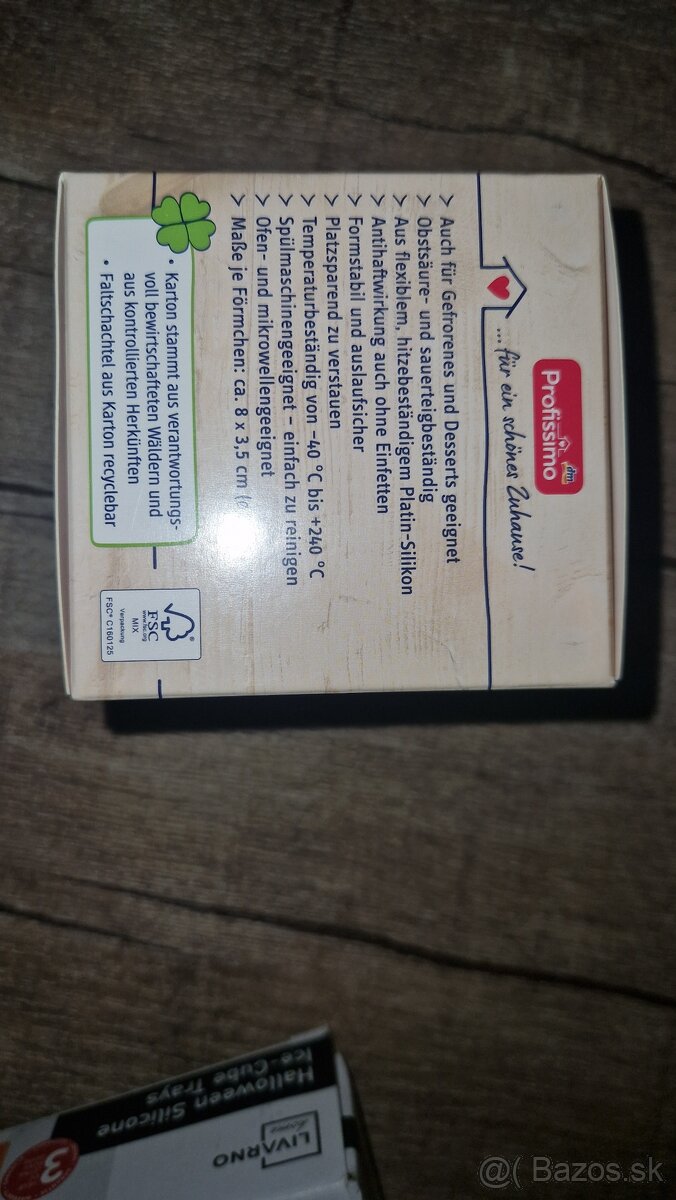 dm
Profissimo
... für ein schönes Zuhause!
> Auch für Gefrorenes und Desserts geeignet
> Obstsäure- und sauerteigbeständig
> Aus flexiblem, hitzebeständigem Platin-Silikon
> Antihaftwirkung auch ohne Einfetten
> Formstabil und auslaufsicher
> Platzsparend zu verstauen
> Temperaturbeständig von −40 °C bis +240 °C
> Spülmaschinengeeignet – einfach zu reinigen
> Ofen- und mikrowellengeeignet
> Maße je Förmchen: ca. 8 x 3,5 cm
• Karton stammt aus verantwortungs-
voll bewirtschafteten Wäldern und
aus kontrollierten Herkünften
• Faltschachtel aus Karton recyclebar
FSC
www.fsc.org
MIX
Verpackung
FSC® C160125
LIVARNO
home
Halloween Silicone
Ice-Cube Trays
3
@( Bazos.sk